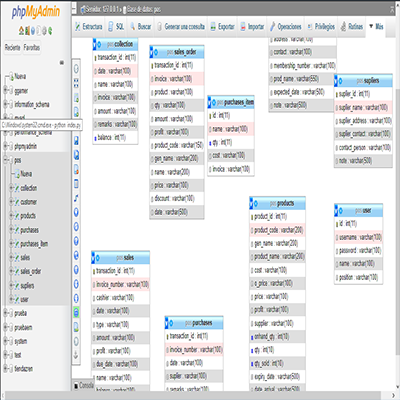 phpMyAdmin
Reciente Favoritas
Nueva
ggamer
information_schema
mysql
performance_schema
phpmyadmin
C:\Windows\system32\cmd.exe - python index.py
pos
Nueva
collection
customer
products
purchases
purchases_item
sales
sales_order
supliers
user
prueba
pruebaem
system
test
tiendazren
Servidor: 127.0.0.1 » Base de datos: pos
Estructura SQL Buscar Generar una consulta Exportar Importar Operaciones Privilegios Rutinas Más
pos collection
transaction_id : int(11)
date : varchar(100)
name : varchar(100)
invoice : varchar(100)
amount : varchar(100)
remarks : varchar(100)
balance : int(11)
pos sales_order
transaction_id : int(11)
invoice : varchar(100)
product : varchar(100)
qty : varchar(100)
amount : varchar(100)
profit : varchar(100)
product_code : varchar(150)
gen_name : varchar(200)
name : varchar(200)
price : varchar(100)
discount : varchar(100)
date : varchar(500)
pos purchases_item
id : int(11)
name : varchar(100)
qty : int(11)
cost : varchar(100)
invoice : varchar(100)
address : varchar(100)
contact : varchar(100)
membership_number : varchar(100)
prod_name : varchar(550)
expected_date : varchar(500)
note : varchar(500)
pos supliers
suplier_id : int(11)
suplier_name : varchar(100)
suplier_address : varchar(100)
suplier_contact : varchar(100)
contact_person : varchar(100)
note : varchar(500)
pos products
product_id : int(11)
product_code : varchar(200)
gen_name : varchar(200)
product_name : varchar(200)
cost : varchar(100)
o_price : varchar(100)
price : varchar(100)
profit : varchar(100)
supplier : varchar(100)
onhand_qty : int(10)
qty : int(10)
qty_sold : int(10)
expiry_date : varchar(500)
date_arrival : varchar(500)
pos user
id : int(11)
username : varchar(100)
password : varchar(100)
name : varchar(100)
position : varchar(100)
pos sales
transaction_id : int(11)
invoice_number : varchar(100)
cashier : varchar(100)
date : varchar(100)
type : varchar(100)
amount : varchar(100)
profit : varchar(100)
due_date : varchar(100)
name : varchar(100)
pos purchases
transaction_id : int(11)
invoice_number : varchar(100)
date : varchar(100)
suplier : varchar(100)
remarks : varchar(100)
Consola